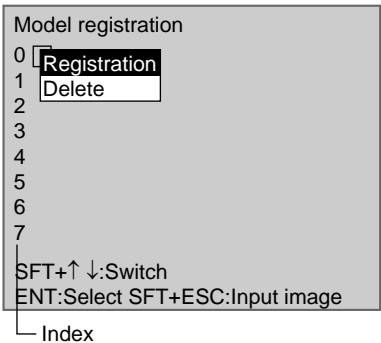 Model registration
0 Registration
1 Delete
2
3
4
5
6
7
SFT+↑ ↓:Switch
ENT:Select SFT+ESC:Input image
Index